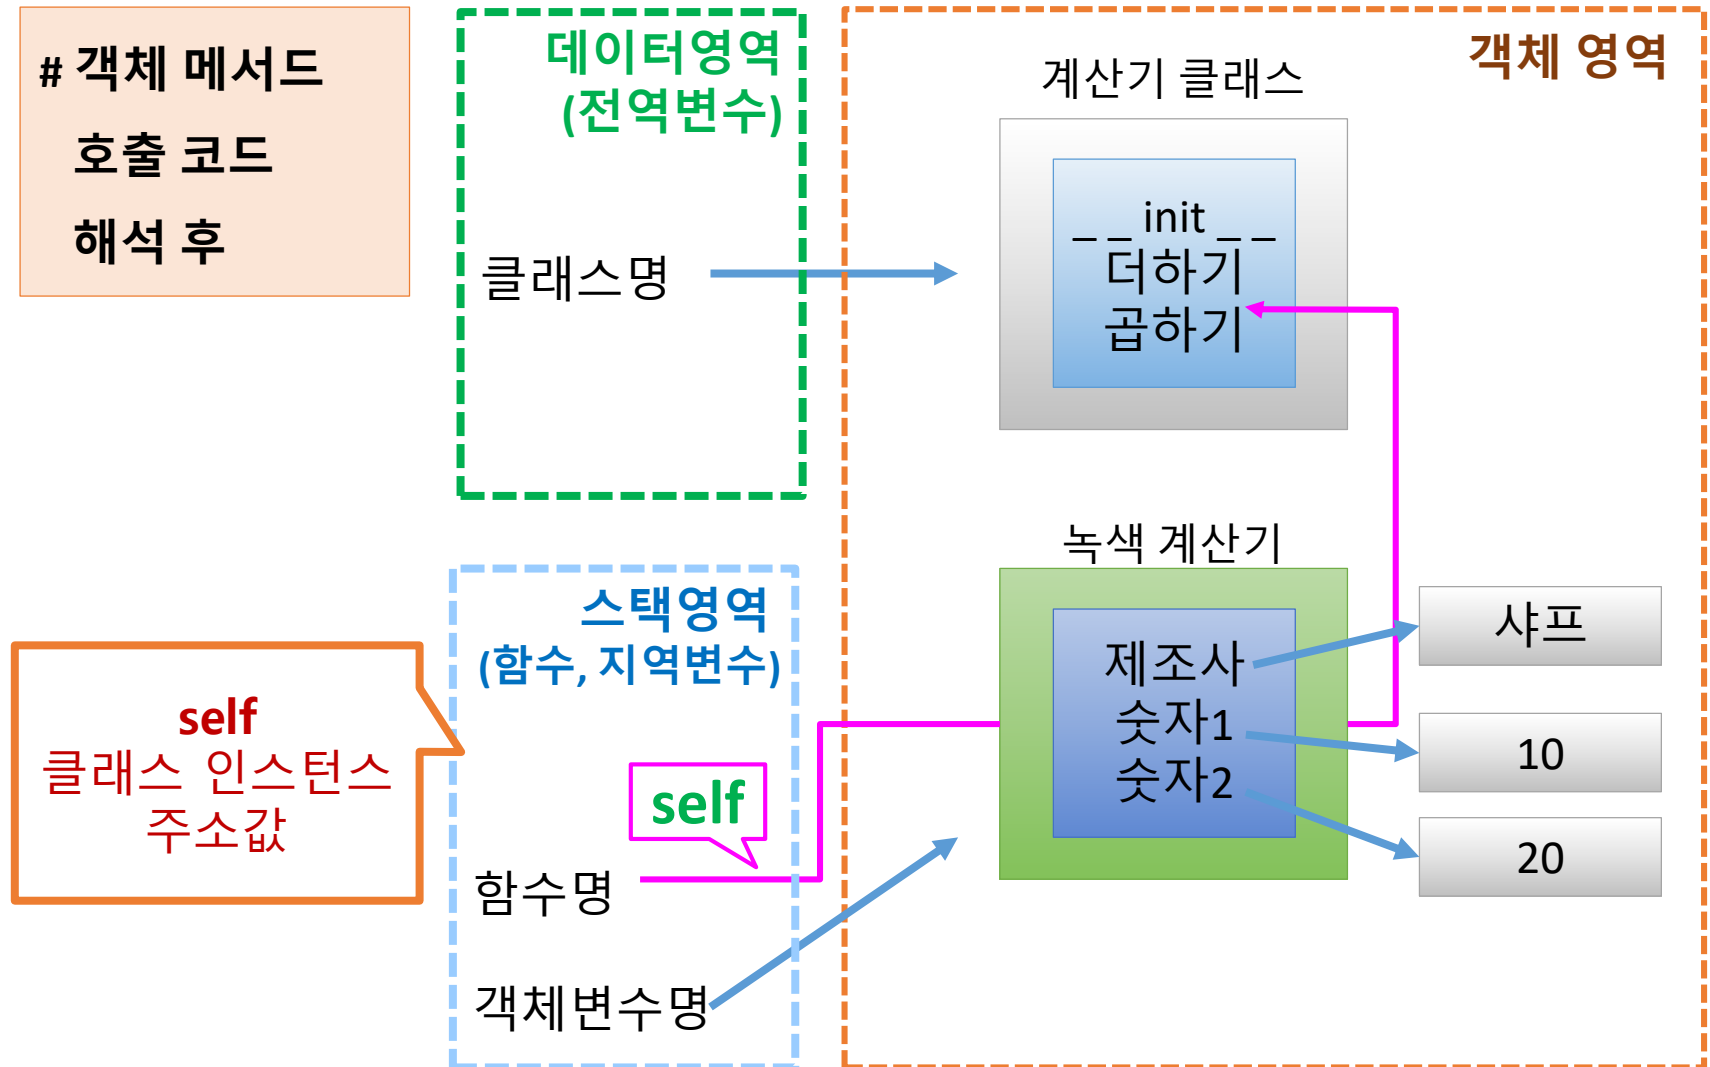 # 객체 메서드
호출 코드
해석 후
데이터영역
(전역변수)
클래스명
객체 영역
계산기 클래스
_ _ init _ _
더하기
곱하기
스택영역
(함수, 지역변수)
self
클래스 인스턴스
주소값
self
함수명
객체변수명
녹색 계산기
제조사
숫자1
숫자2
샤프
10
20